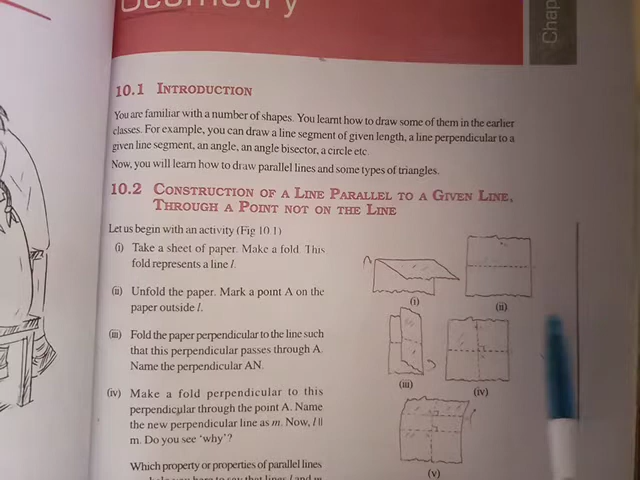 Geometry
Chap
10.1 INTRODUCTION
You are familiar with a number of shapes. You learnt how to draw some of them in the earlier
classes. For example, you can draw a line segment of given length, a line perpendicular to a
given line segment, an angle, an angle bisector, a circle etc.
Now, you will learn how to draw parallel lines and some types of triangles.
10.2 CONSTRUCTION OF A LINE PARALLEL TO A GIVEN LINE,
THROUGH A POINT NOT ON THE LINE
Let us begin with an activity (Fig 10.1)
(i) Take a sheet of paper. Make a fold. This
fold represents a line l.
(ii) Unfold the paper. Mark a point A on the
paper outside l.
(iii) Fold the paper perpendicular to the line such
that this perpendicular passes through A.
Name the perpendicular AN.
(iv) Make a fold perpendicular to this
perpendicular through the point A. Name
the new perpendicular line as m. Now, l ||
m. Do you see 'why'?
Which property or properties of parallel lines
(i)
(ii)
(iii)
(iv)
(v)